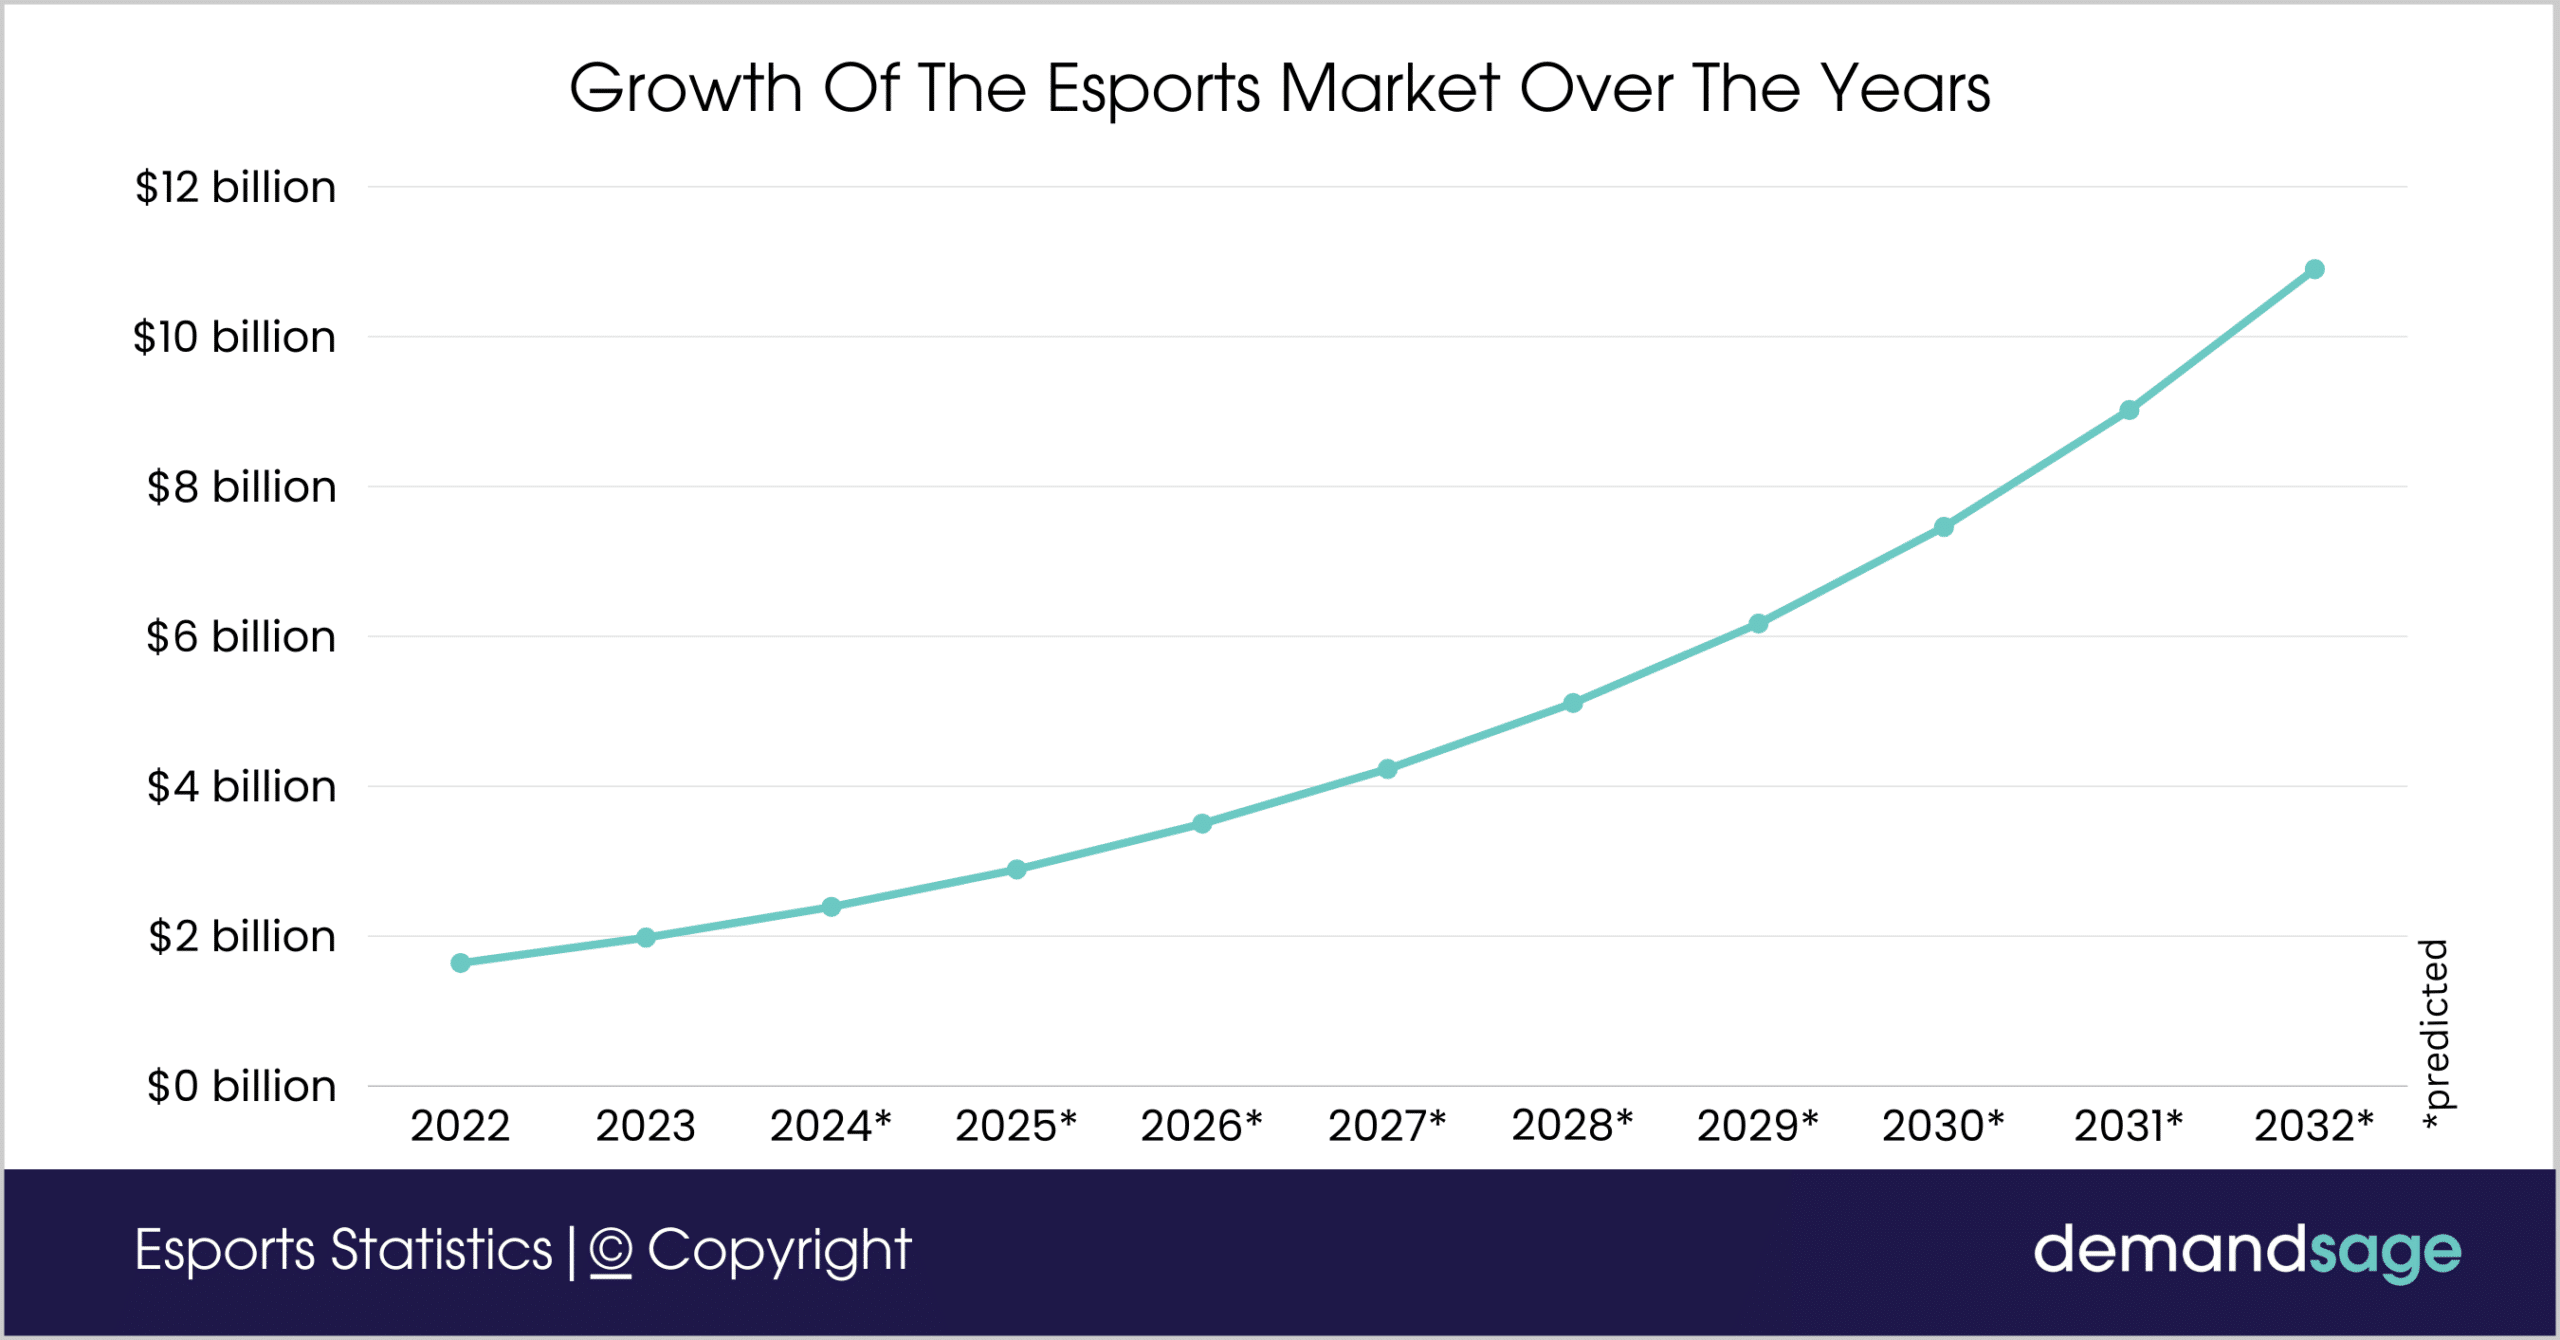 Growth Of The Esports Market Over The Years
$12 billion
$10 billion
$8 billion
$6 billion
$4 billion
$2 billion
$0 billion
2022 2023 2024* 2025* 2026* 2027* 2028* 2029* 2030* 2031* 2032*
*predicted
Esports Statistics | © Copyright
demandsage